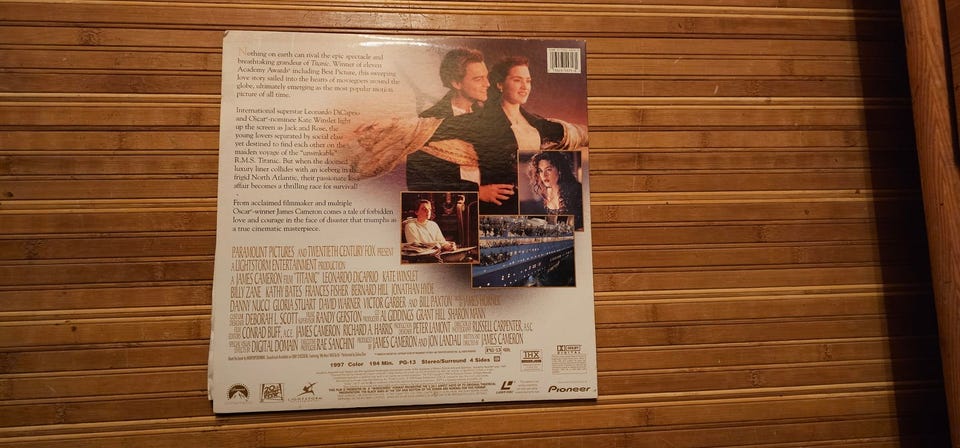 Nothing on earth can rival the epic spectacle and
breathtaking grandeur of Titanic. Winner of eleven
Academy Awards® including Best Picture, this sweeping
love story sailed into the hearts of moviegoers around the
globe, ultimately emerging as the most popular motion
picture of all time.
International superstar Leonardo DiCaprio
and Oscar®-nominee Kate Winslet light
up the screen as Jack and Rose, the
young lovers separated by social class
yet destined to find each other on the
maiden voyage of the "unsinkable"
R.M.S. Titanic. But when the doomed
luxury liner collides with an iceberg in the
frigid North Atlantic, their passionate love
affair becomes a thrilling race for survival!
From acclaimed filmmaker and multiple
Oscar®-winner James Cameron comes a tale of forbidden
love and courage in the face of disaster that triumphs as
a true cinematic masterpiece.
PARAMOUNT PICTURES AND TWENTIETH CENTURY FOX PRESENT
A LIGHTSTORM ENTERTAINMENT PRODUCTION
A JAMES CAMERON FILM "TITANIC" LEONARDO DiCAPRIO KATE WINSLET
BILLY ZANE KATHY BATES FRANCES FISHER BERNARD HILL JONATHAN HYDE
DANNY NUCCI GLORIA STUART DAVID WARNER VICTOR GARBER AND BILL PAXTON JAMES HORNER
DEBORAH L. SCOTT RANDY GERSTON AL GIDDINGS GRANT HILL SHARON MANN
CONRAD BUFF, A.C.E. JAMES CAMERON RICHARD A. HARRIS PETER LAMONT RUSSELL CARPENTER, A.S.C.
DIGITAL DOMAIN RAE SANCHINI JAMES CAMERON AND JON LANDAU JAMES CAMERON
PG-13
THX
DOLBY
DIGITAL
1997 Color 194 Min. PG-13 Stereo/Surround 4 Sides
20th CENTURY FOX
LIGHTSTORM
Pioneer